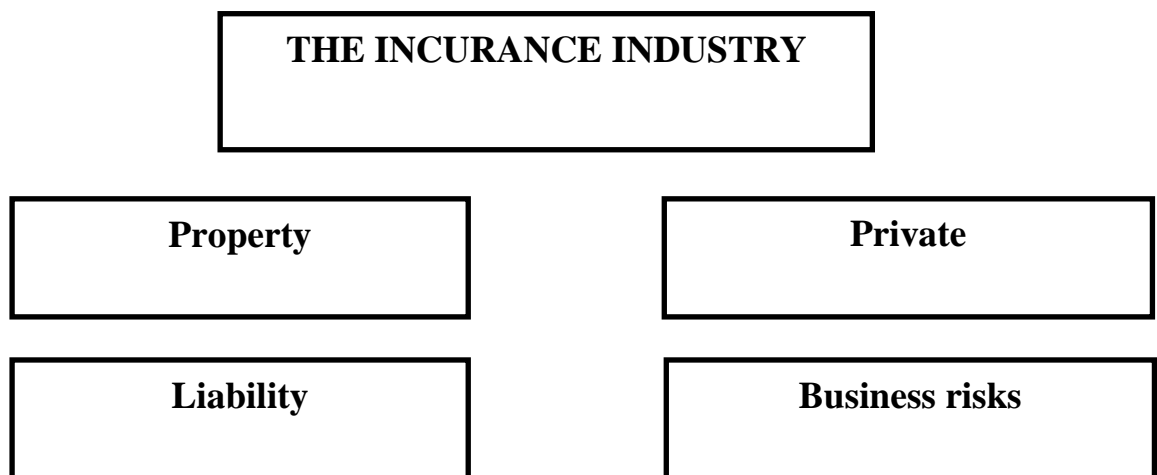 THE INCURANCE INDUSTRY
Property
Private
Liability
Business risks